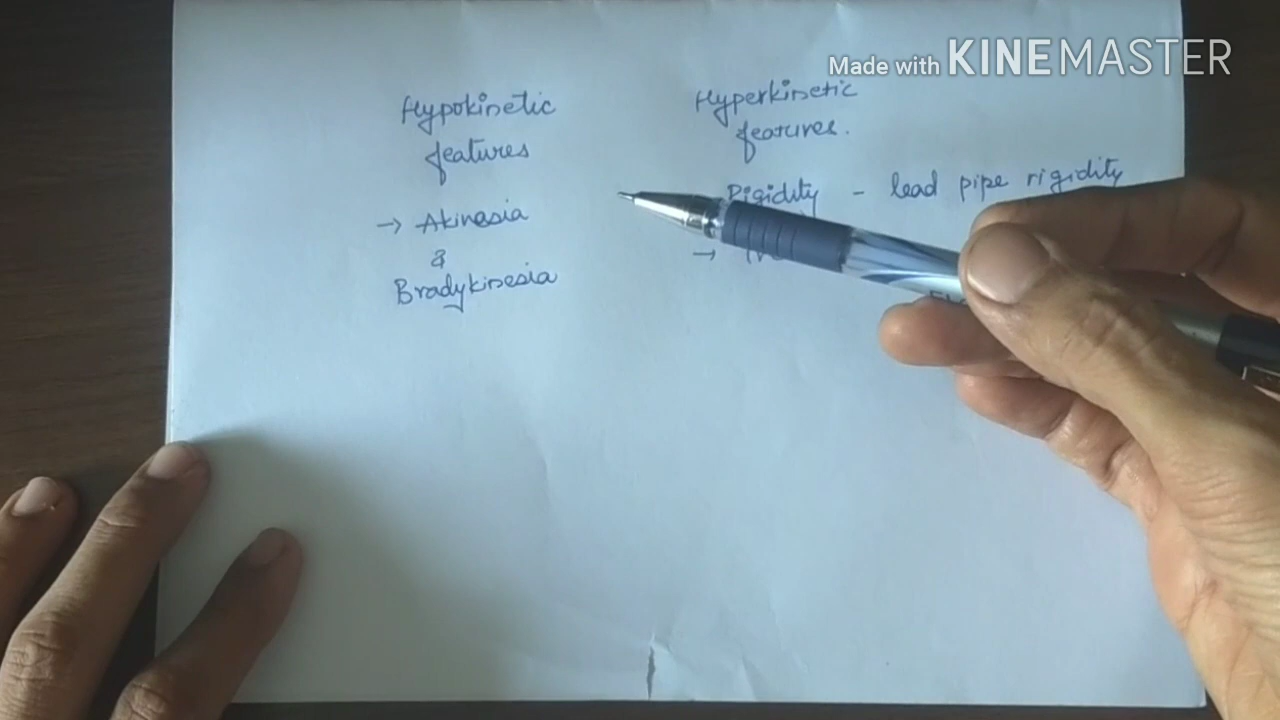 Made with KINEMASTER
Hypokinetic
features
→ Akinesia
&
Bradykinesia
Hyperkinetic
features.
Rigidity - lead pipe rigidity
→